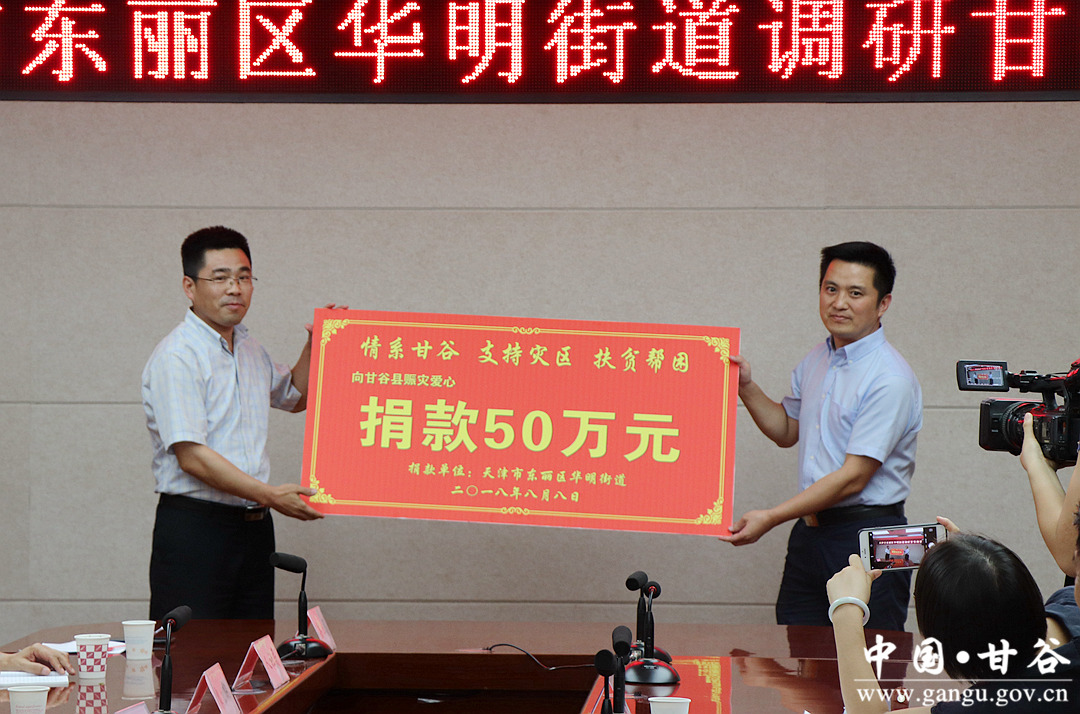 东丽区华明街道调研甘
情系甘谷 支持灾区 扶贫帮困
向甘谷县赈灾爱心
捐款50万元
捐款单位：天津市东丽区华明街道
二〇一八年八月八日
中国·甘谷
www.gangu.gov.cn